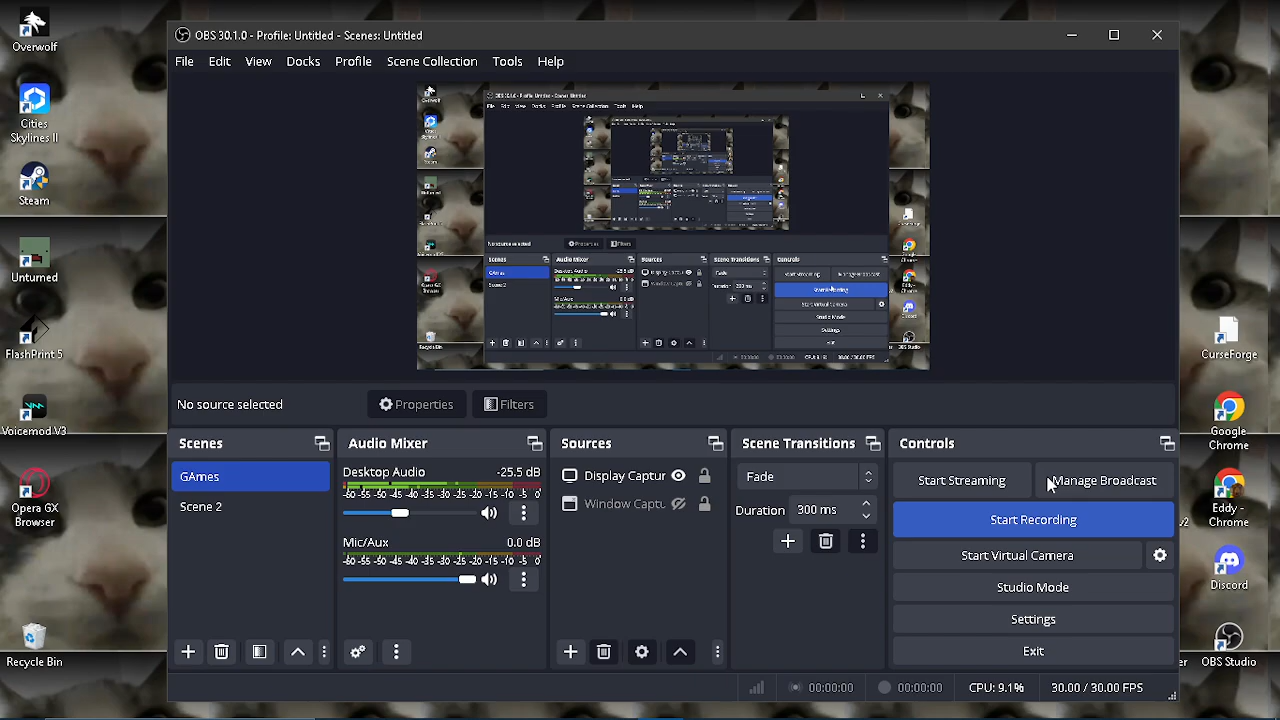 Overwolf
Cities
Skylines II
Steam
Unturned
FlashPrint 5
Voicemod V3
Opera GX
Browser
Recycle Bin
OBS 30.1.0 - Profile: Untitled - Scenes: Untitled
File Edit View Docks Profile Scene Collection Tools Help
No source selected
Properties
Filters
Scenes
GAmes
Scene 2
Audio Mixer
Desktop Audio -25.5 dB
-60 -55 -50 -45 -40 -35 -30 -25 -20 -15 -10 -5 0
Mic/Aux 0.0 dB
-60 -55 -50 -45 -40 -35 -30 -25 -20 -15 -10 -5 0
Sources
Display Captur
Window Captu
Scene Transitions
Fade
Duration 300 ms
Controls
Start Streaming
Manage Broadcast
Start Recording
Start Virtual Camera
Studio Mode
Settings
Exit
00:00:00
00:00:00
CPU: 9.1%
30.00 / 30.00 FPS
CurseForge
Google
Chrome
Eddy -
Chrome
v2
Discord
er
OBS Studio